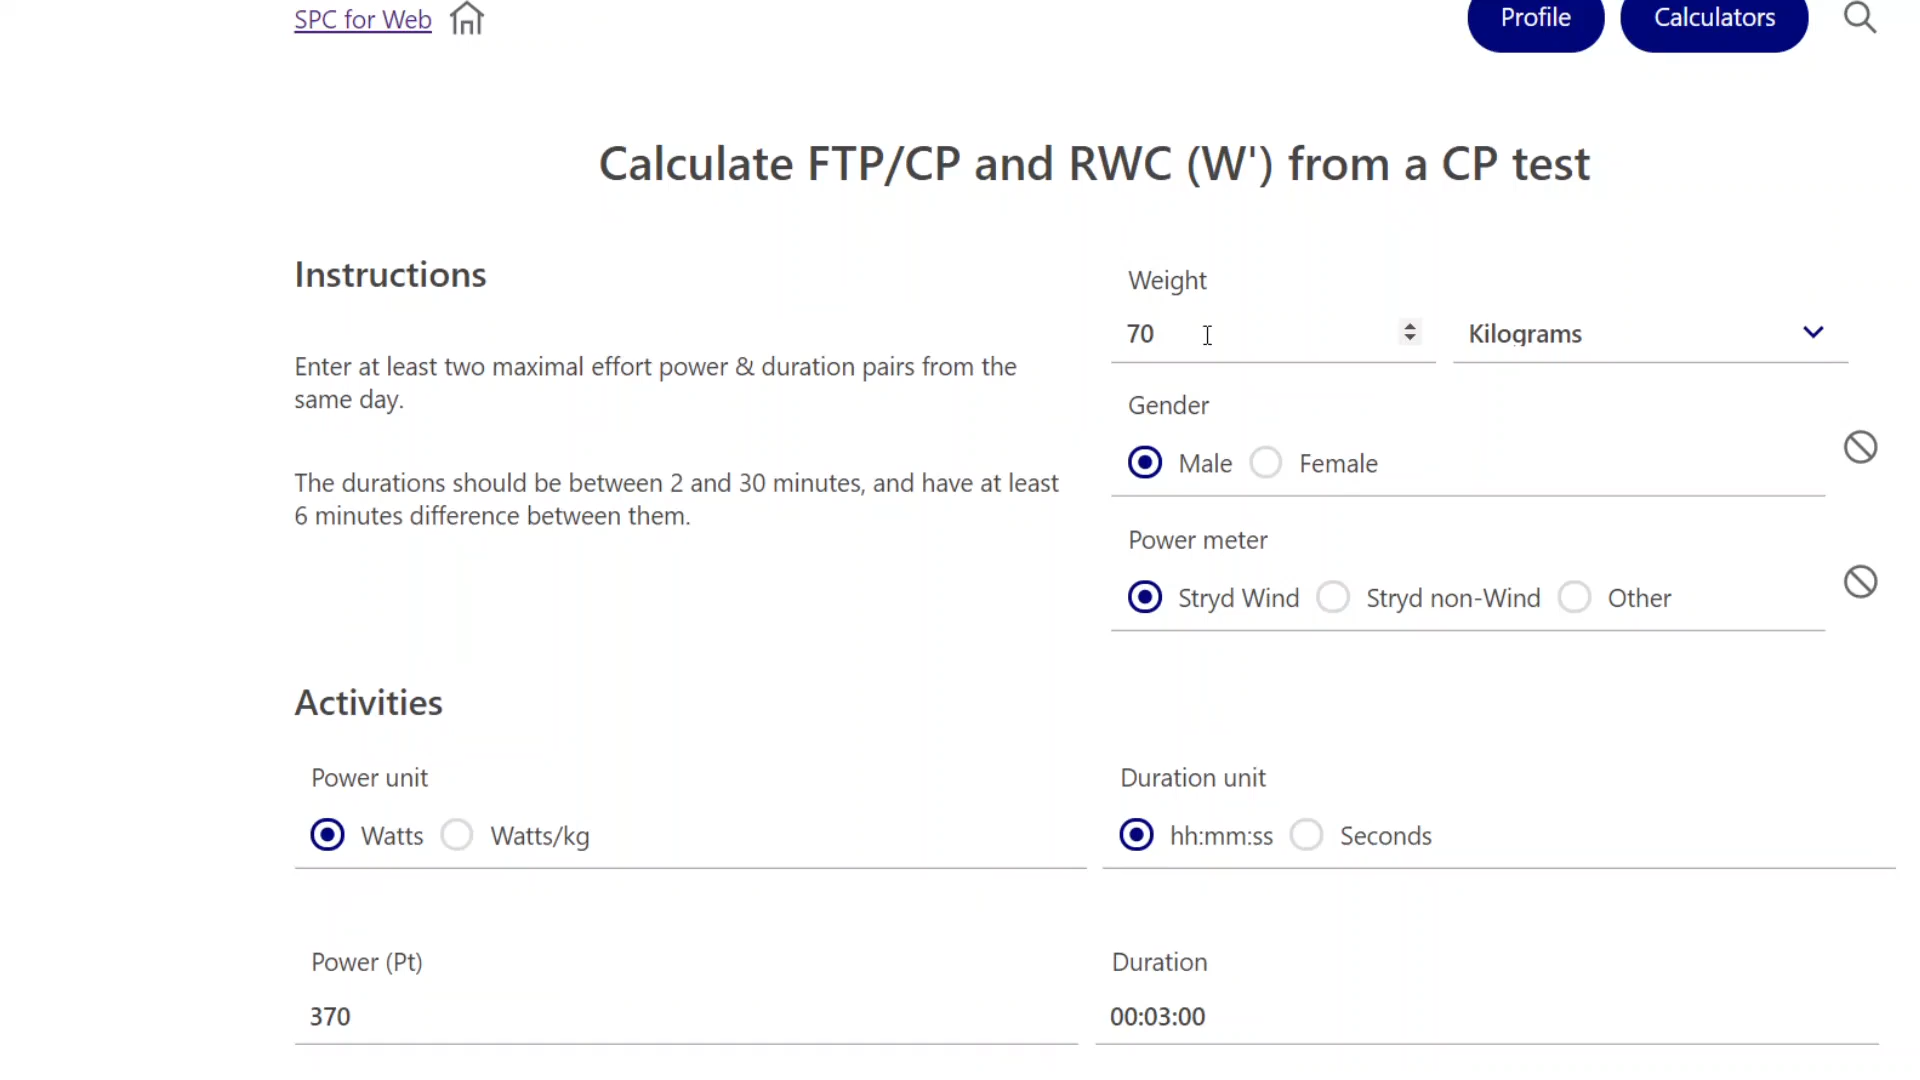 SPC for Web
Profile
Calculators
Calculate FTP/CP and RWC (W') from a CP test
Instructions
Enter at least two maximal effort power & duration pairs from the
same day.
The durations should be between 2 and 30 minutes, and have at least
6 minutes difference between them.
Weight
70
Kilograms
Gender
Male
Female
Power meter
Stryd Wind
Stryd non-Wind
Other
Activities
Power unit
Watts
Watts/kg
Duration unit
hh:mm:ss
Seconds
Power (Pt)
370
Duration
00:03:00